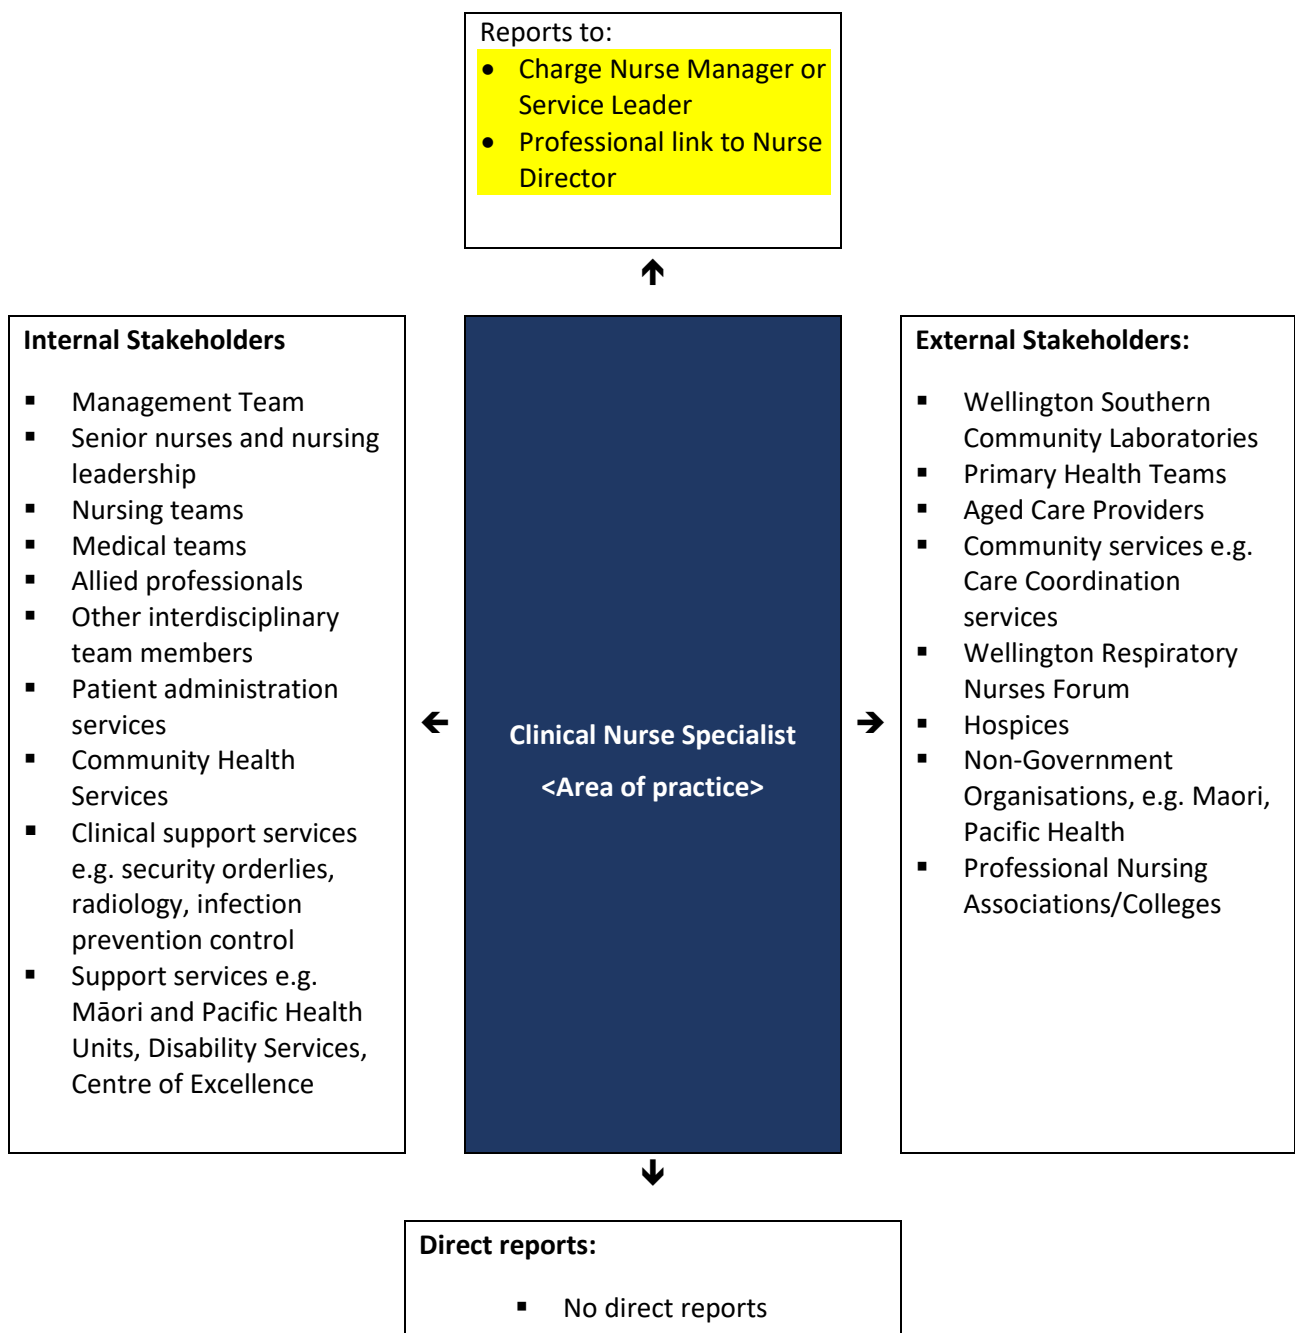 Reports to:
• Charge Nurse Manager or
Service Leader
• Professional link to Nurse
Director
↑
Internal Stakeholders
▪ Management Team
▪ Senior nurses and nursing
leadership
▪ Nursing teams
▪ Medical teams
▪ Allied professionals
▪ Other interdisciplinary
team members
▪ Patient administration
services
▪ Community Health
Services
▪ Clinical support services
e.g. security orderlies,
radiology, infection
prevention control
▪ Support services e.g.
Māori and Pacific Health
Units, Disability Services,
Centre of Excellence
←
Clinical Nurse Specialist
<Area of practice>
→
External Stakeholders:
▪ Wellington Southern
Community Laboratories
▪ Primary Health Teams
▪ Aged Care Providers
▪ Community services e.g.
Care Coordination
services
▪ Wellington Respiratory
Nurses Forum
▪ Hospices
▪ Non-Government
Organisations, e.g. Maori,
Pacific Health
▪ Professional Nursing
Associations/Colleges
↓
Direct reports:
▪ No direct reports